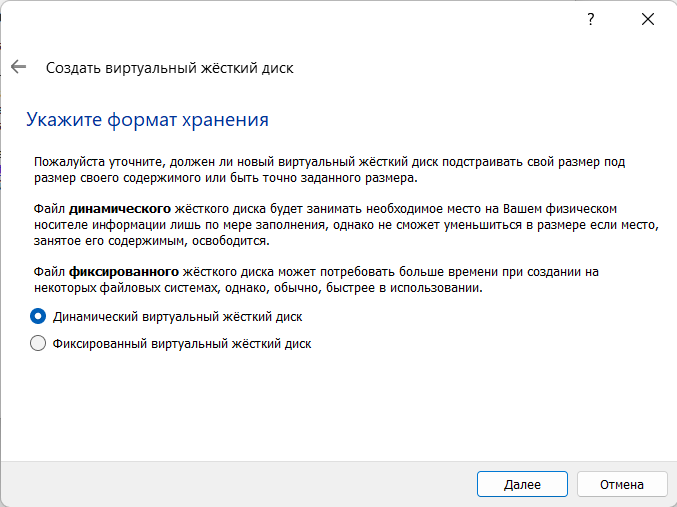 ?
Создать виртуальный жёсткий диск
Укажите формат хранения
Пожалуйста уточните, должен ли новый виртуальный жёсткий диск подстраивать свой размер под
размер своего содержимого или быть точно заданного размера.
Файл динамического жёсткого диска будет занимать необходимое место на Вашем физическом
носителе информации лишь по мере заполнения, однако не сможет уменьшиться в размере если место,
занятое его содержимым, освободится.
Файл фиксированного жёсткого диска может потребовать больше времени при создании на
некоторых файловых системах, однако, обычно, быстрее в использовании.
Динамический виртуальный жёсткий диск
Фиксированный виртуальный жёсткий диск
Далее
Отмена